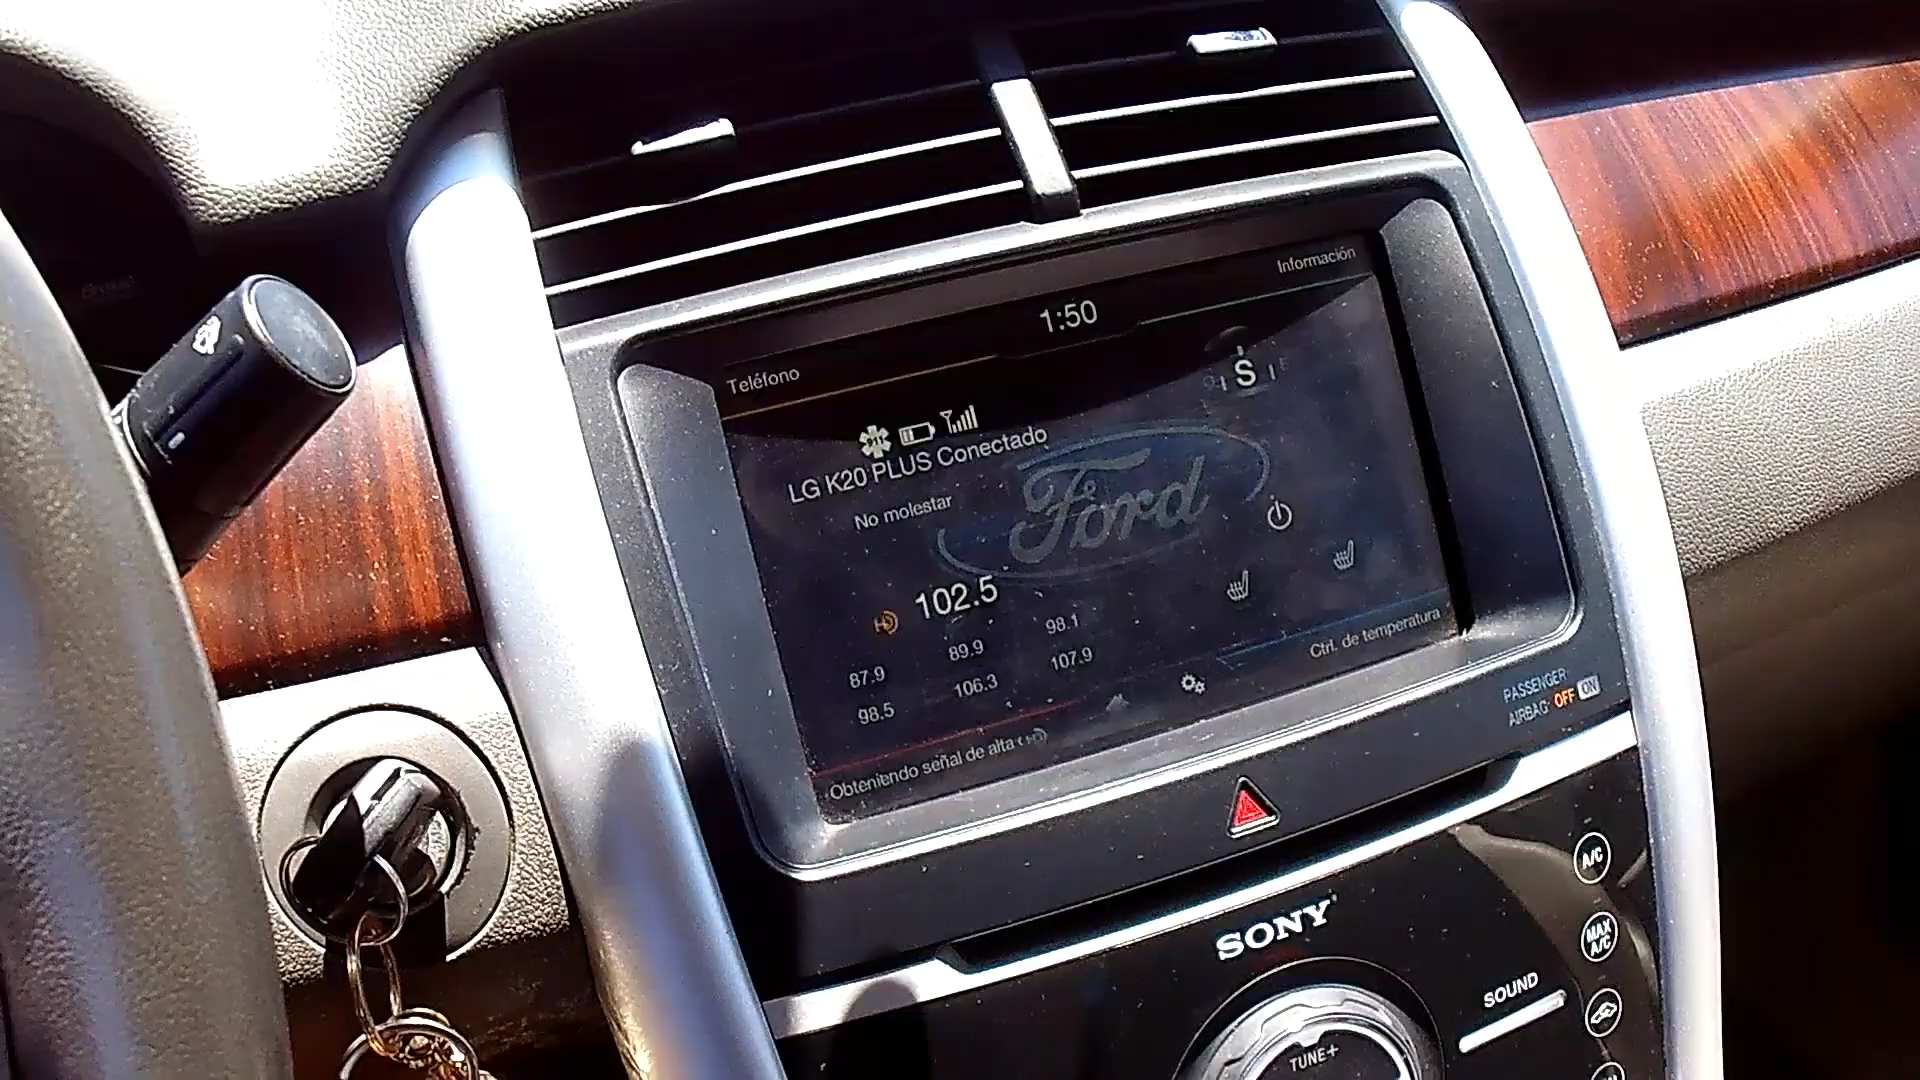 Información
1:50
Teléfono
S
911
LG K20 PLUS Conectado
No molestar
Ford
102.5
87.9 89.9 98.1
98.5 106.3 107.9
Ctrl. de temperatura
Obteniendo señal de alta
PASSENGER
AIRBAG OFF ON
SONY
A/C
MAX
A/C
SOUND
TUNE+